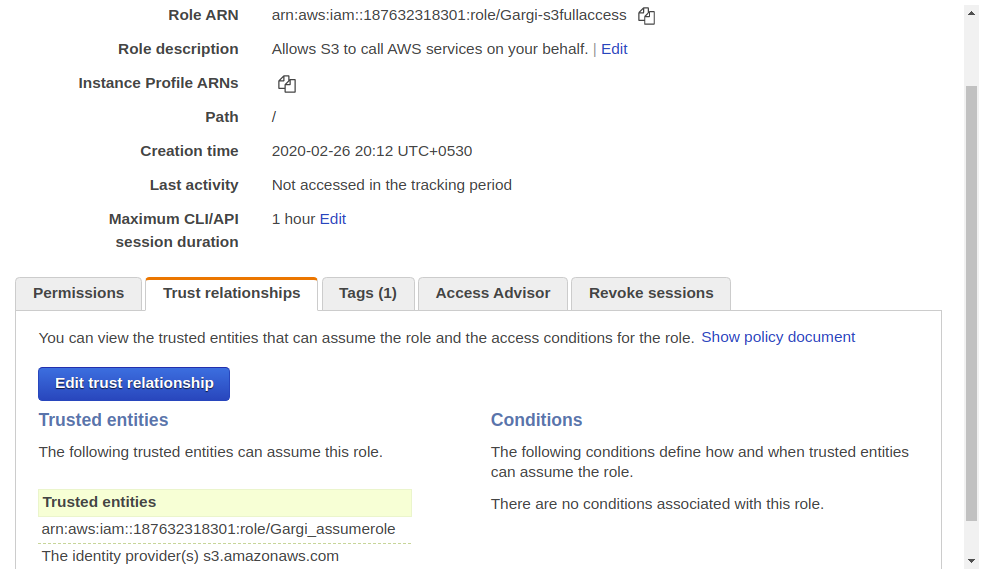 Role ARN arn:aws:iam::187632318301:role/Gargi-s3fullaccess
Role description Allows S3 to call AWS services on your behalf. | Edit
Instance Profile ARNs
Path /
Creation time 2020-02-26 20:12 UTC+0530
Last activity Not accessed in the tracking period
Maximum CLI/API 1 hour Edit
session duration
Permissions Trust relationships Tags (1) Access Advisor Revoke sessions
You can view the trusted entities that can assume the role and the access conditions for the role. Show policy document
Edit trust relationship
Trusted entities
The following trusted entities can assume this role.
Trusted entities
arn:aws:iam::187632318301:role/Gargi_assumerole
The identity provider(s) s3.amazonaws.com
Conditions
The following conditions define how and when trusted entities
can assume the role.
There are no conditions associated with this role.